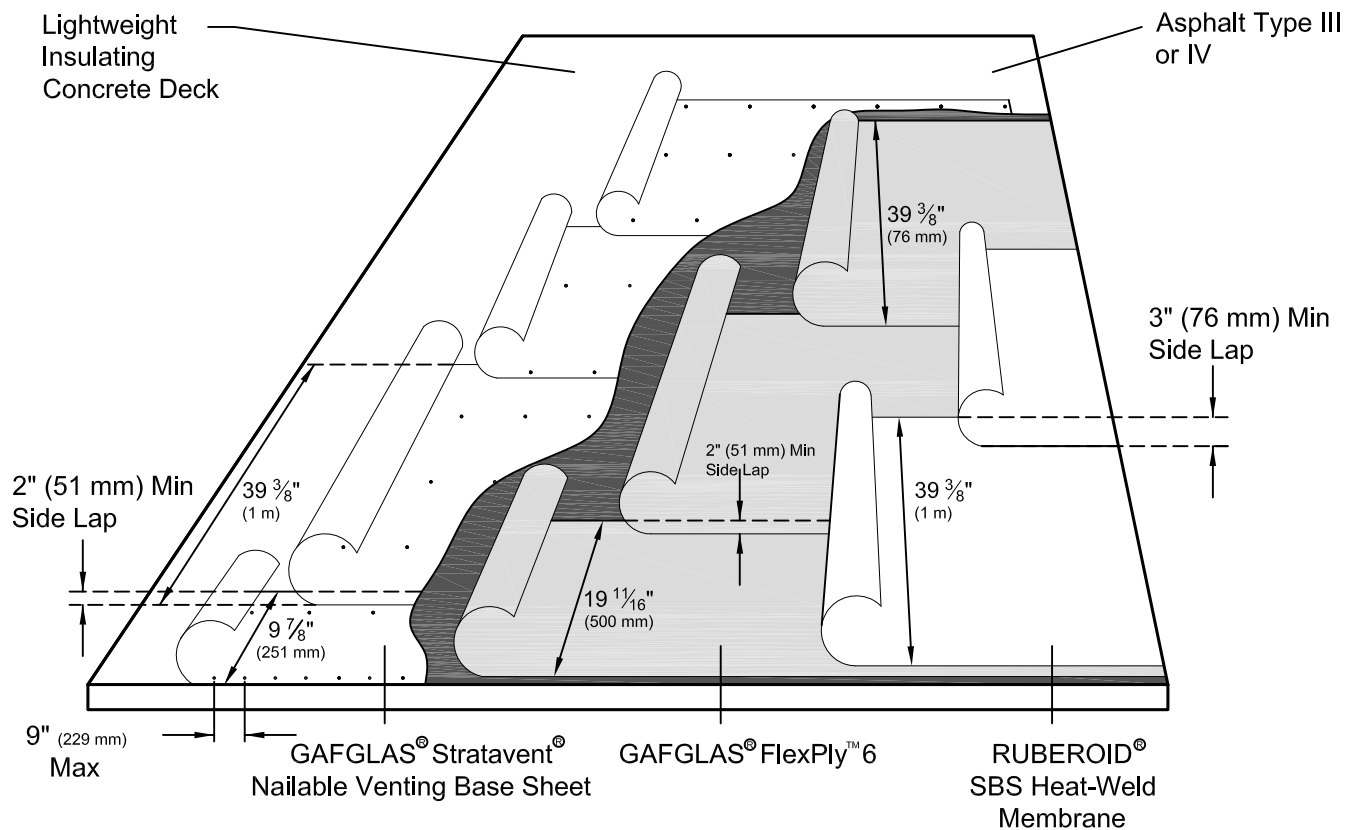 Lightweight
Insulating
Concrete Deck
Asphalt Type III
or IV
39 3/8"
(76 mm)
3" (76 mm) Min
Side Lap
2" (51 mm) Min
Side Lap
39 3/8"
(1 m)
2" (51 mm) Min
Side Lap
39 3/8"
(1 m)
19 11/16"
(500 mm)
9 7/8"
(251 mm)
9" (229 mm)
Max
GAFGLAS® Stratavent®
Nailable Venting Base Sheet
GAFGLAS® FlexPly™ 6
RUBEROID®
SBS Heat-Weld
Membrane